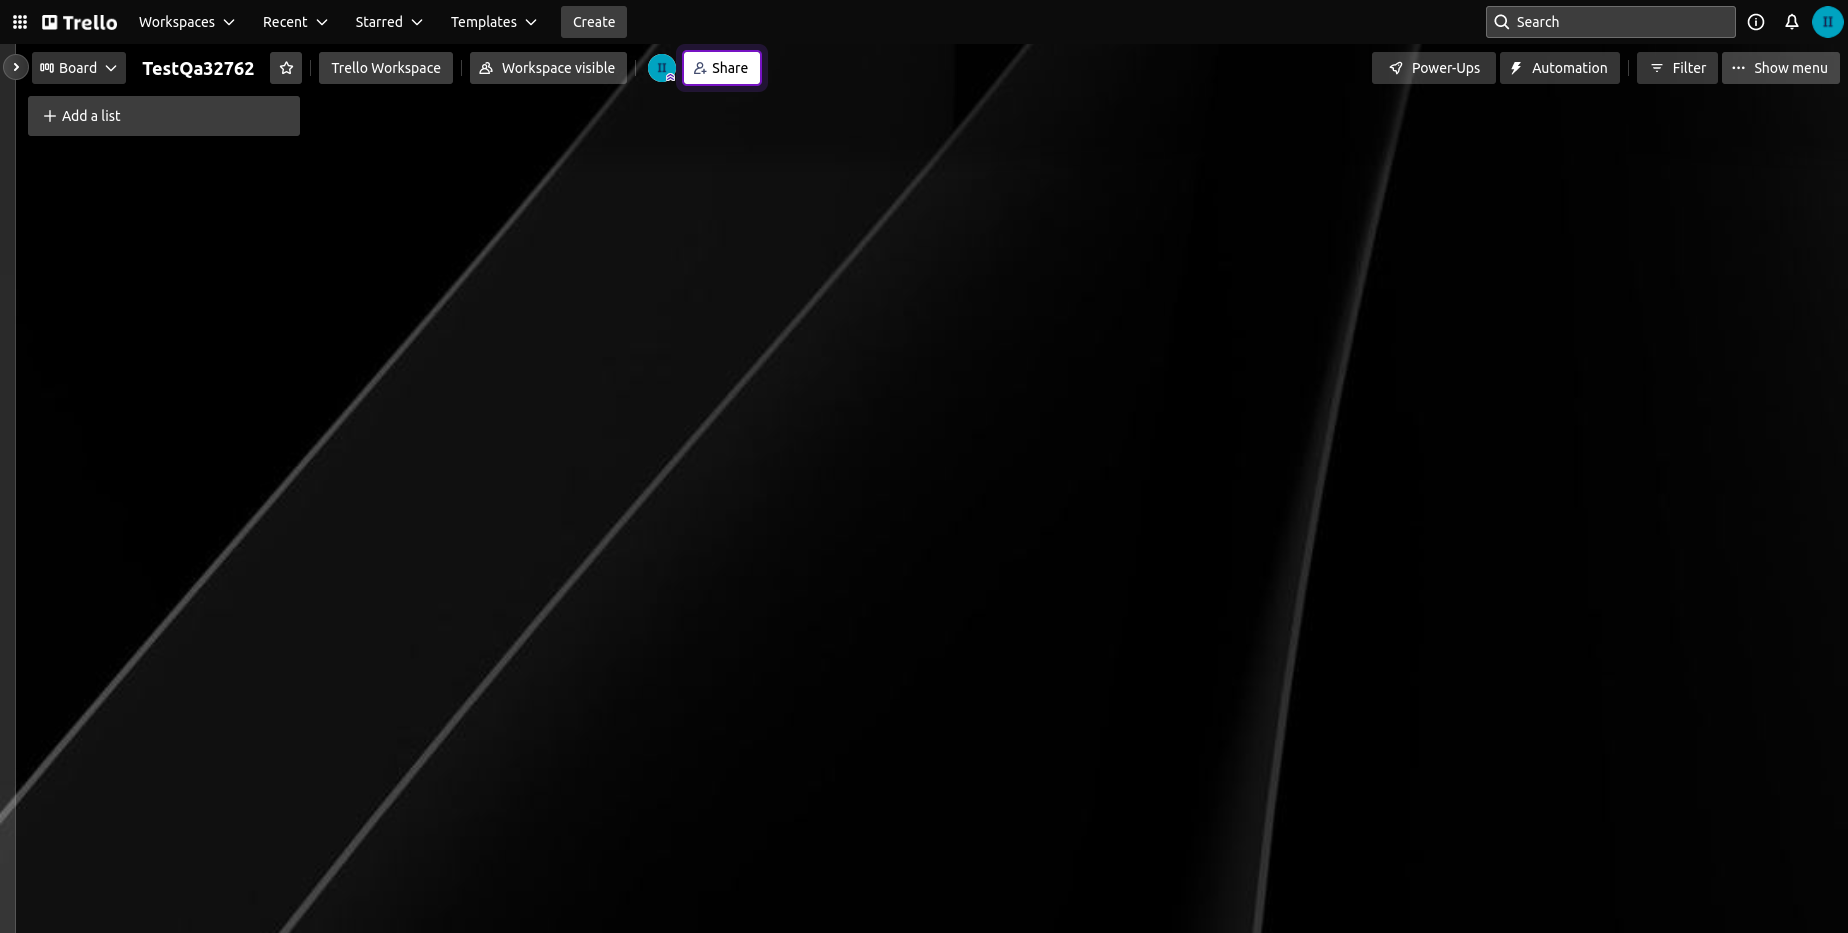 Trello Workspaces Recent Starred Templates Create Search
Board TestQa32762 Trello Workspace Workspace visible II Share Power-Ups Automation Filter Show menu
Add a list